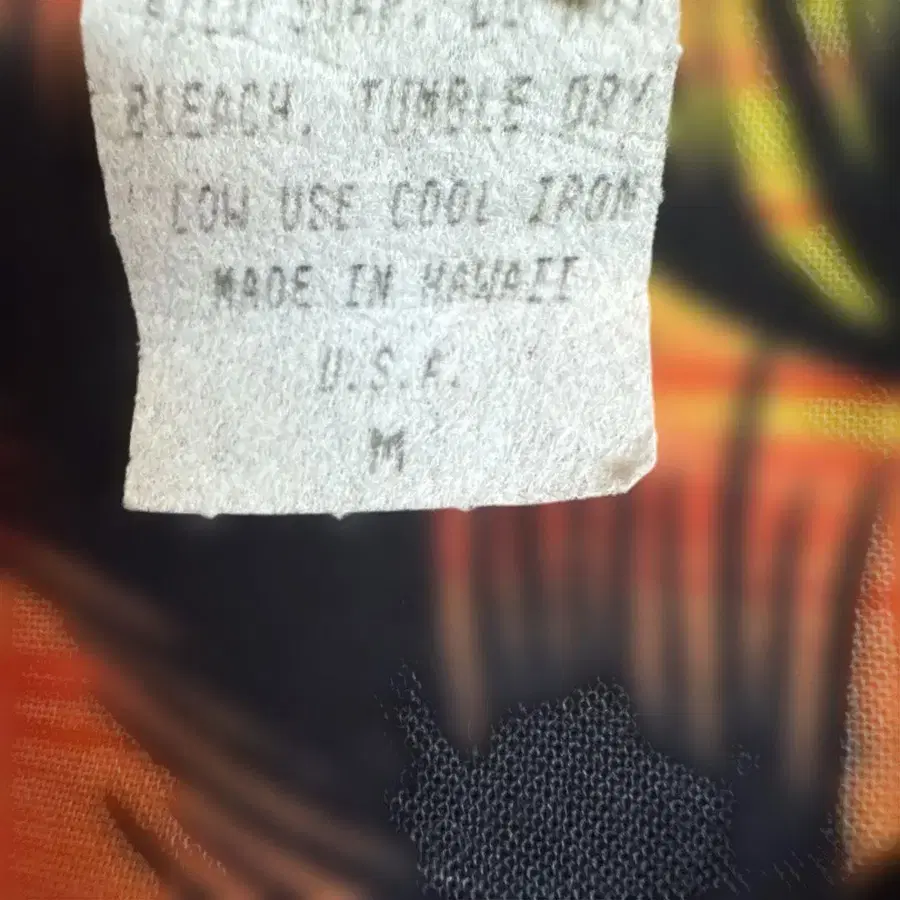 BLEACH. TUMBLE DRY
LOW USE COOL IRON
MADE IN HAWAII
U.S.A.
M